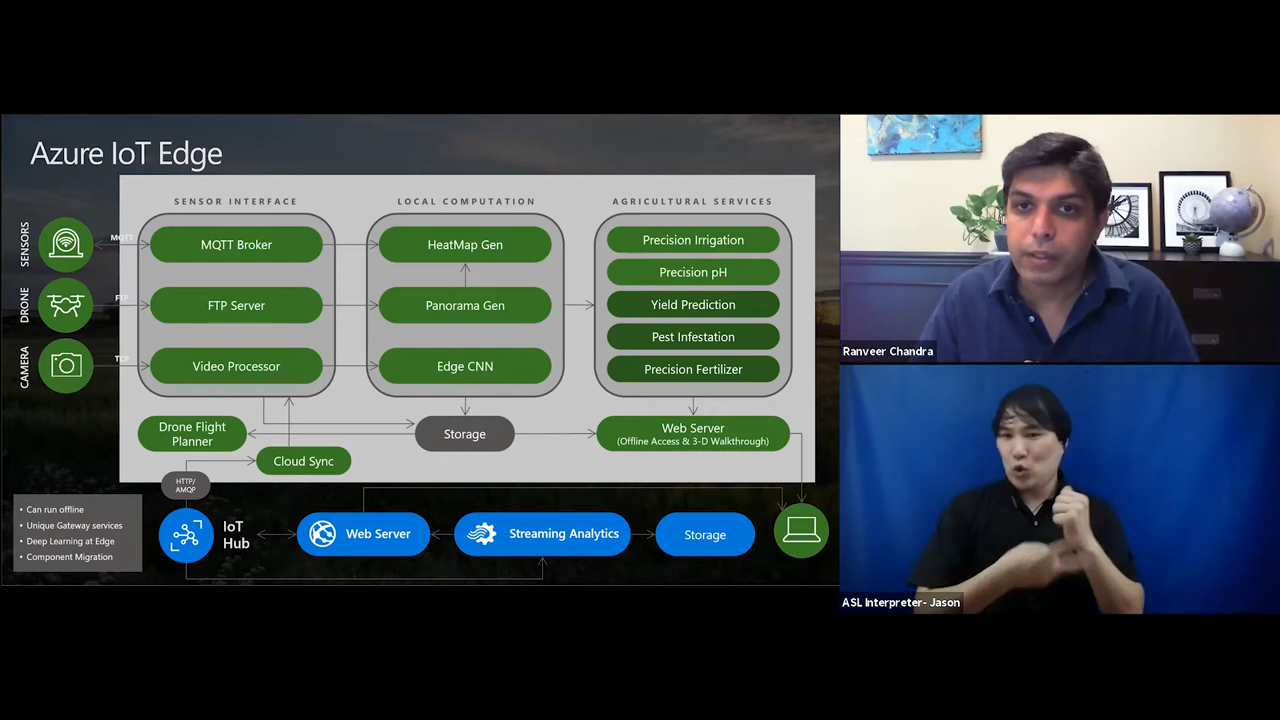 Azure IoT Edge
SENSOR INTERFACE
LOCAL COMPUTATION
AGRICULTURAL SERVICES
SENSORS
MQTT
MQTT Broker
HeatMap Gen
Precision Irrigation
Precision pH
DRONE
FTP
FTP Server
Panorama Gen
Yield Prediction
Pest Infestation
CAMERA
TCP
Video Processor
Edge CNN
Precision Fertilizer
Drone Flight
Planner
Storage
Web Server
(Offline Access & 3-D Walkthrough)
Cloud Sync
HTTP/
AMQP
• Can run offline
• Unique Gateway services
• Deep Learning at Edge
• Component Migration
IoT
Hub
Web Server
Streaming Analytics
Storage
Ranveer Chandra
ASL Interpreter- Jason